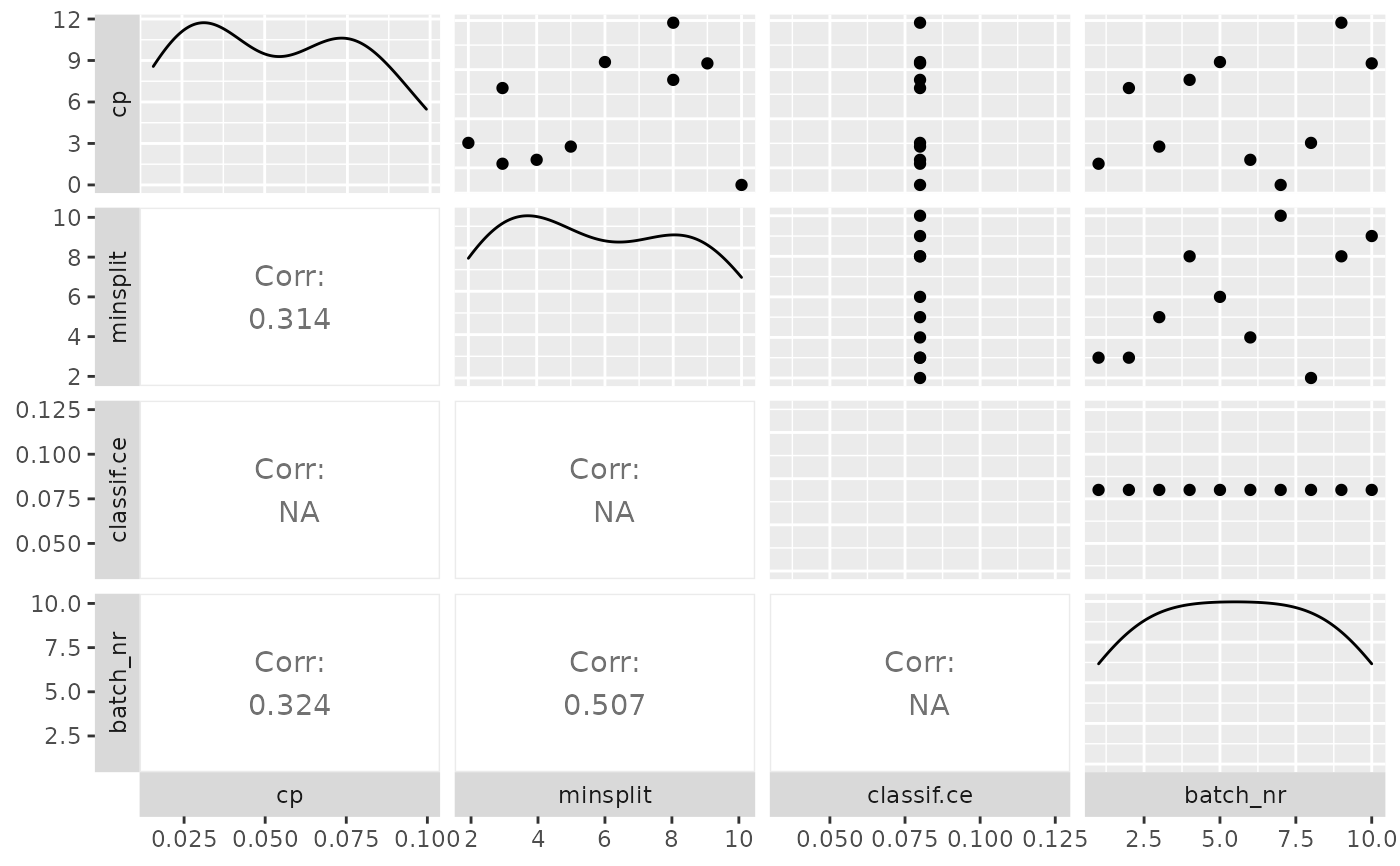 12
9
6
3
0
cp
10
8
6
4
2
minsplit
Corr:
0.314
0.125
0.100
0.075
0.050
classif.ce
Corr:
NA
Corr:
NA
10.0
7.5
5.0
2.5
batch_nr
Corr:
0.324
Corr:
0.507
Corr:
NA
cp minsplit classif.ce batch_nr
0.025 0.050 0.075 0.100 2 4 6 8 10 0.050 0.075 0.100 0.125 2.5 5.0 7.5 10.0